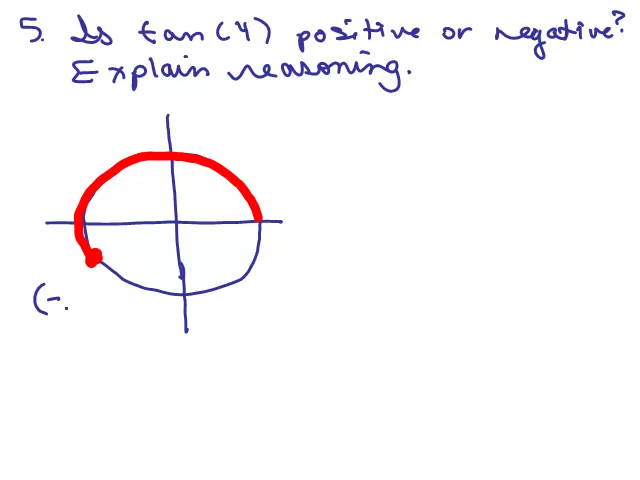 5. Is tan(4) positive or negative?
Explain reasoning.
(-.